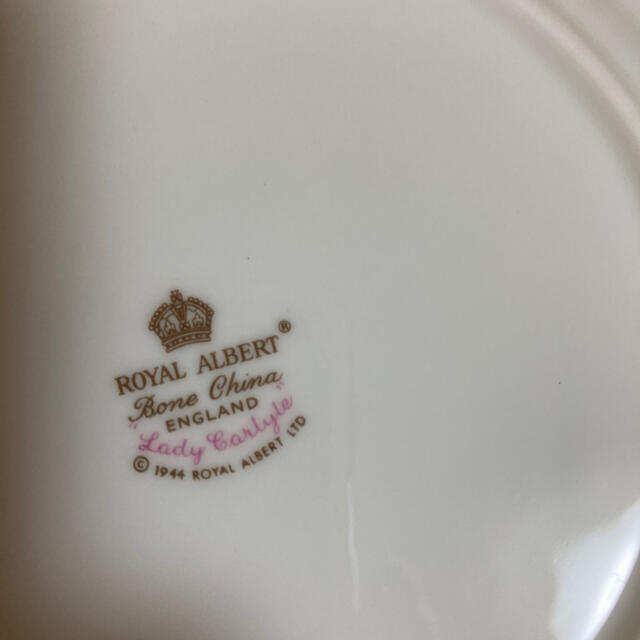 ROYAL ALBERT ®
Bone China
ENGLAND
"Lady Carlyle"
© 1944 ROYAL ALBERT LTD